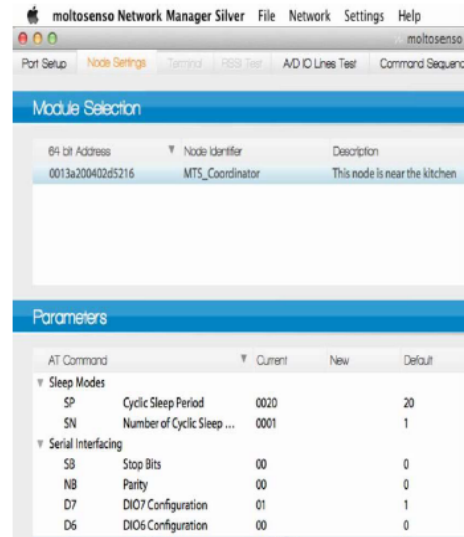 moltosenso Network Manager Silver File Network Settings Help
moltosenso
Port Setup Node Settings Terminal RSSI Test A/D IO Lines Test Command Sequenc
Module Selection
64 bit Address Node Identifier Description
0013a200402d5216 MTS_Coordinator This node is near the kitchen
Parameters
AT Command Current New Default
Sleep Modes
SP Cyclic Sleep Period 0020 20
SN Number of Cyclic Sleep ... 0001 1
Serial Interfacing
SB Stop Bits 00 0
NB Parity 00 0
D7 DIO7 Configuration 01 1
D6 DIO6 Configuration 00 0